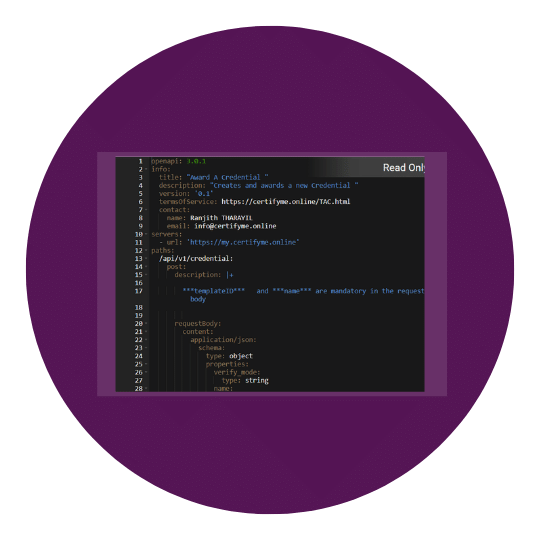 Read Only
1 openapi: 3.0.1
2 info:
3 title: "Award A Credential "
4 description: "Creates and awards a new Credential "
5 version: '0.1'
6 termsOfService: https://certifyme.online/TAC.html
7 contact:
8 name: Ranjith THARAYIL
9 email: info@certifyme.online
10 servers:
11 - url: 'https://my.certifyme.online'
12 paths:
13 /api/v1/credential:
14 post:
15 description: |+
16
17 ***templateID*** and ***name*** are mandatory in the request
body
18
19
20 requestBody:
21 content:
22 application/json:
23 schema:
24 type: object
25 properties:
26 verify_mode:
27 type: string
28 name: